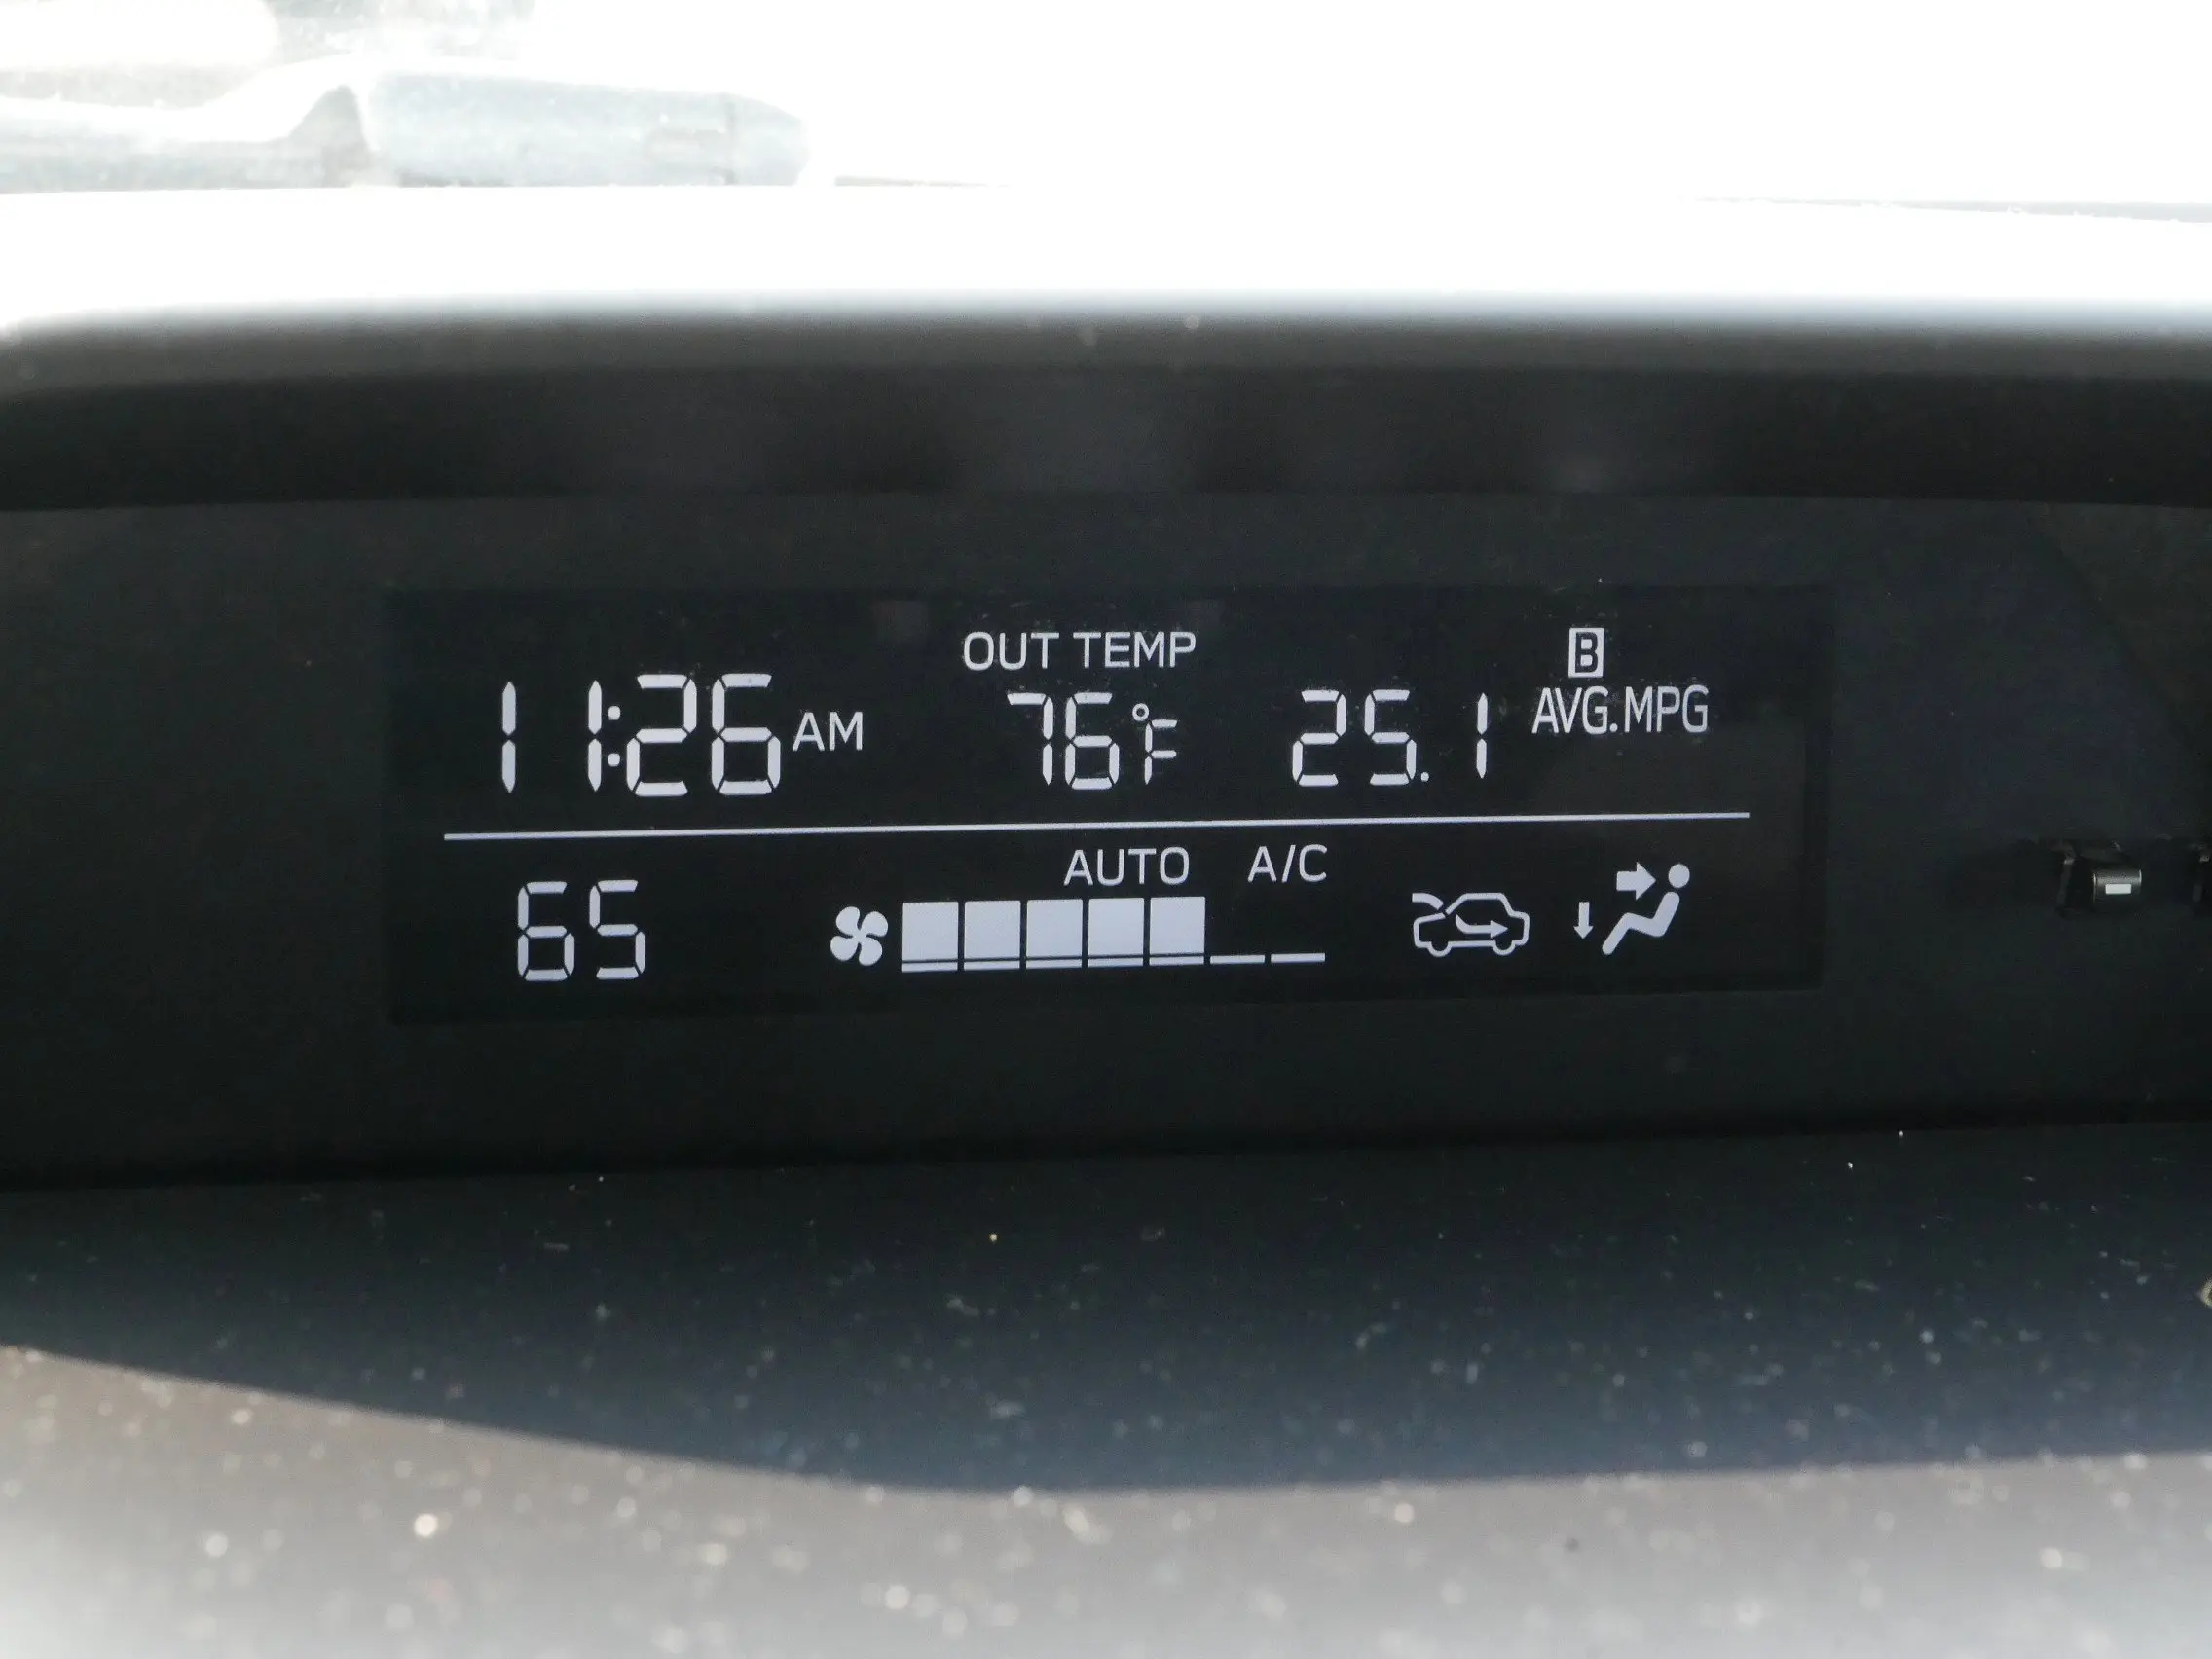 OUT TEMP B
11:26 AM 76°F 25.1 AVG.MPG
AUTO A/C
65